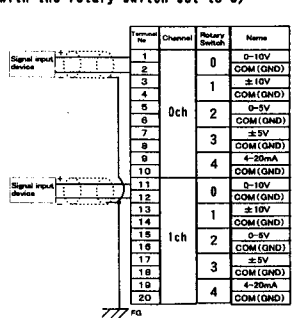 with the rotary switch set to 0)
Terminal No Channel Rotary Switch Name
Signal input device
+
1 0ch 0 0-10V
2 COM(GND)
3 1 ±10V
4 COM(GND)
5 2 0-5V
6 COM(GND)
7 3 ±5V
8 COM(GND)
9 4 4-20mA
10 COM(GND)
Signal input device
+
11 1ch 0 0-10V
12 COM(GND)
13 1 ±10V
14 COM(GND)
15 2 0-5V
16 COM(GND)
17 3 ±5V
18 COM(GND)
19 4 4-20mA
20 COM(GND)
FG